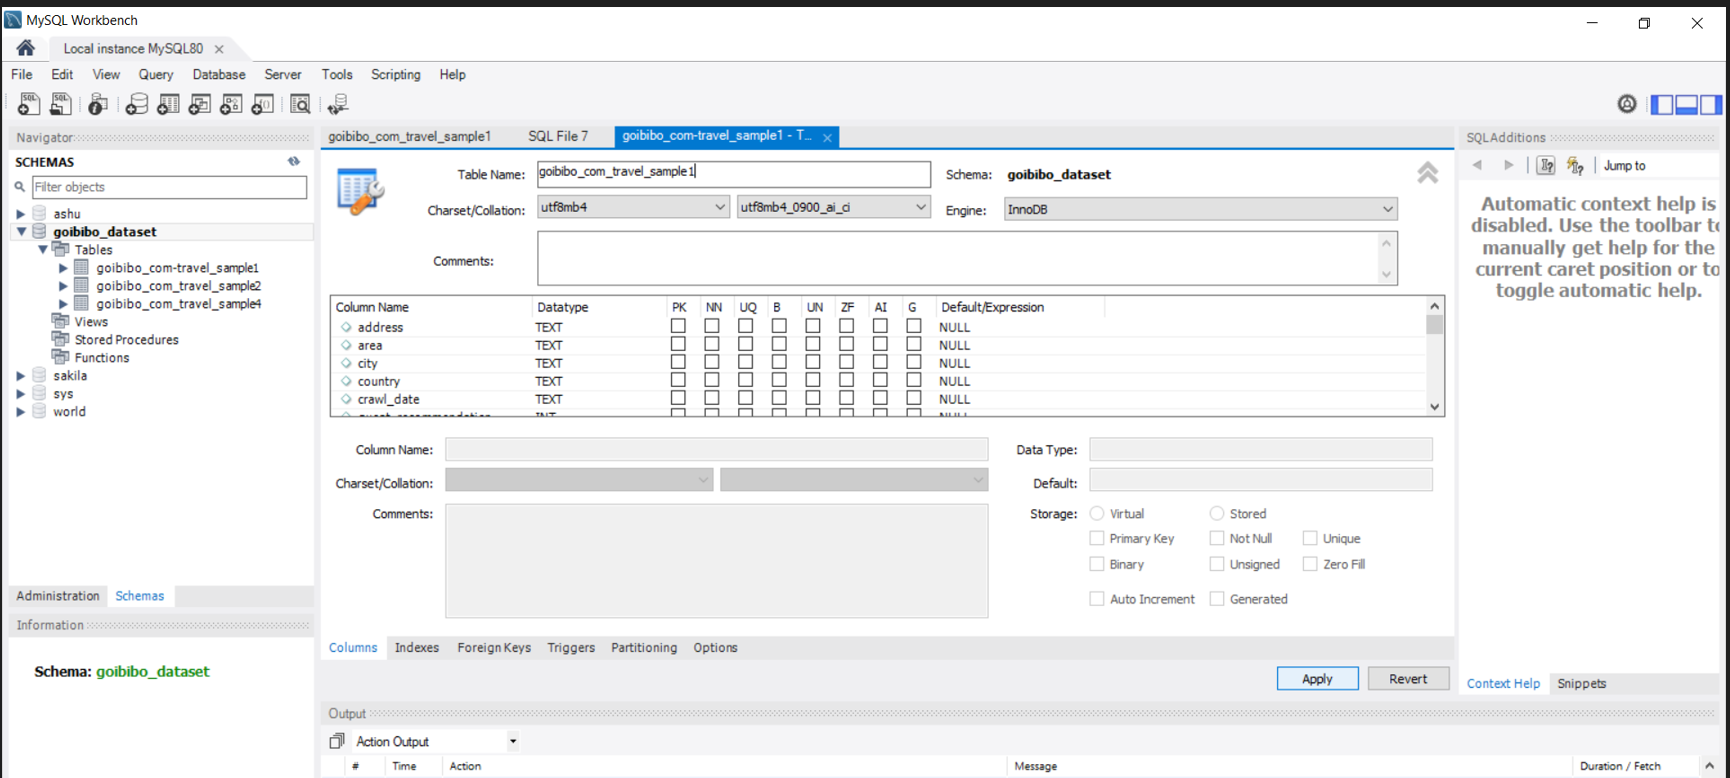 MySQL Workbench
Local instance MySQL80
File Edit View Query Database Server Tools Scripting Help
Navigator
SCHEMAS
Filter objects
ashu
goibibo_dataset
Tables
goibibo_com-travel_sample1
goibibo_com_travel_sample2
goibibo_com_travel_sample4
Views
Stored Procedures
Functions
sakila
sys
world
Administration Schemas
Information
Schema: goibibo_dataset
goibibo_com_travel_sample1 SQL File 7 goibibo_com-travel_sample1 - T...
Table Name: goibibo_com_travel_sample1 Schema: goibibo_dataset
Charset/Collation: utf8mb4 utf8mb4_0900_ai_ci Engine: InnoDB
Comments:
Column Name Datatype PK NN UQ B UN ZF AI G Default/Expression
address TEXT NULL
area TEXT NULL
city TEXT NULL
country TEXT NULL
crawl_date TEXT NULL
guest_recommendation INT NULL
Column Name: Data Type:
Charset/Collation: Default:
Comments: Storage: Virtual Stored
Primary Key Not Null Unique
Binary Unsigned Zero Fill
Auto Increment Generated
Columns Indexes Foreign Keys Triggers Partitioning Options
Apply Revert
Output
Action Output
# Time Action Message Duration / Fetch
SQLAdditions
Jump to
Automatic context help is
disabled. Use the toolbar to
manually get help for the
current caret position or to
toggle automatic help.
Context Help Snippets